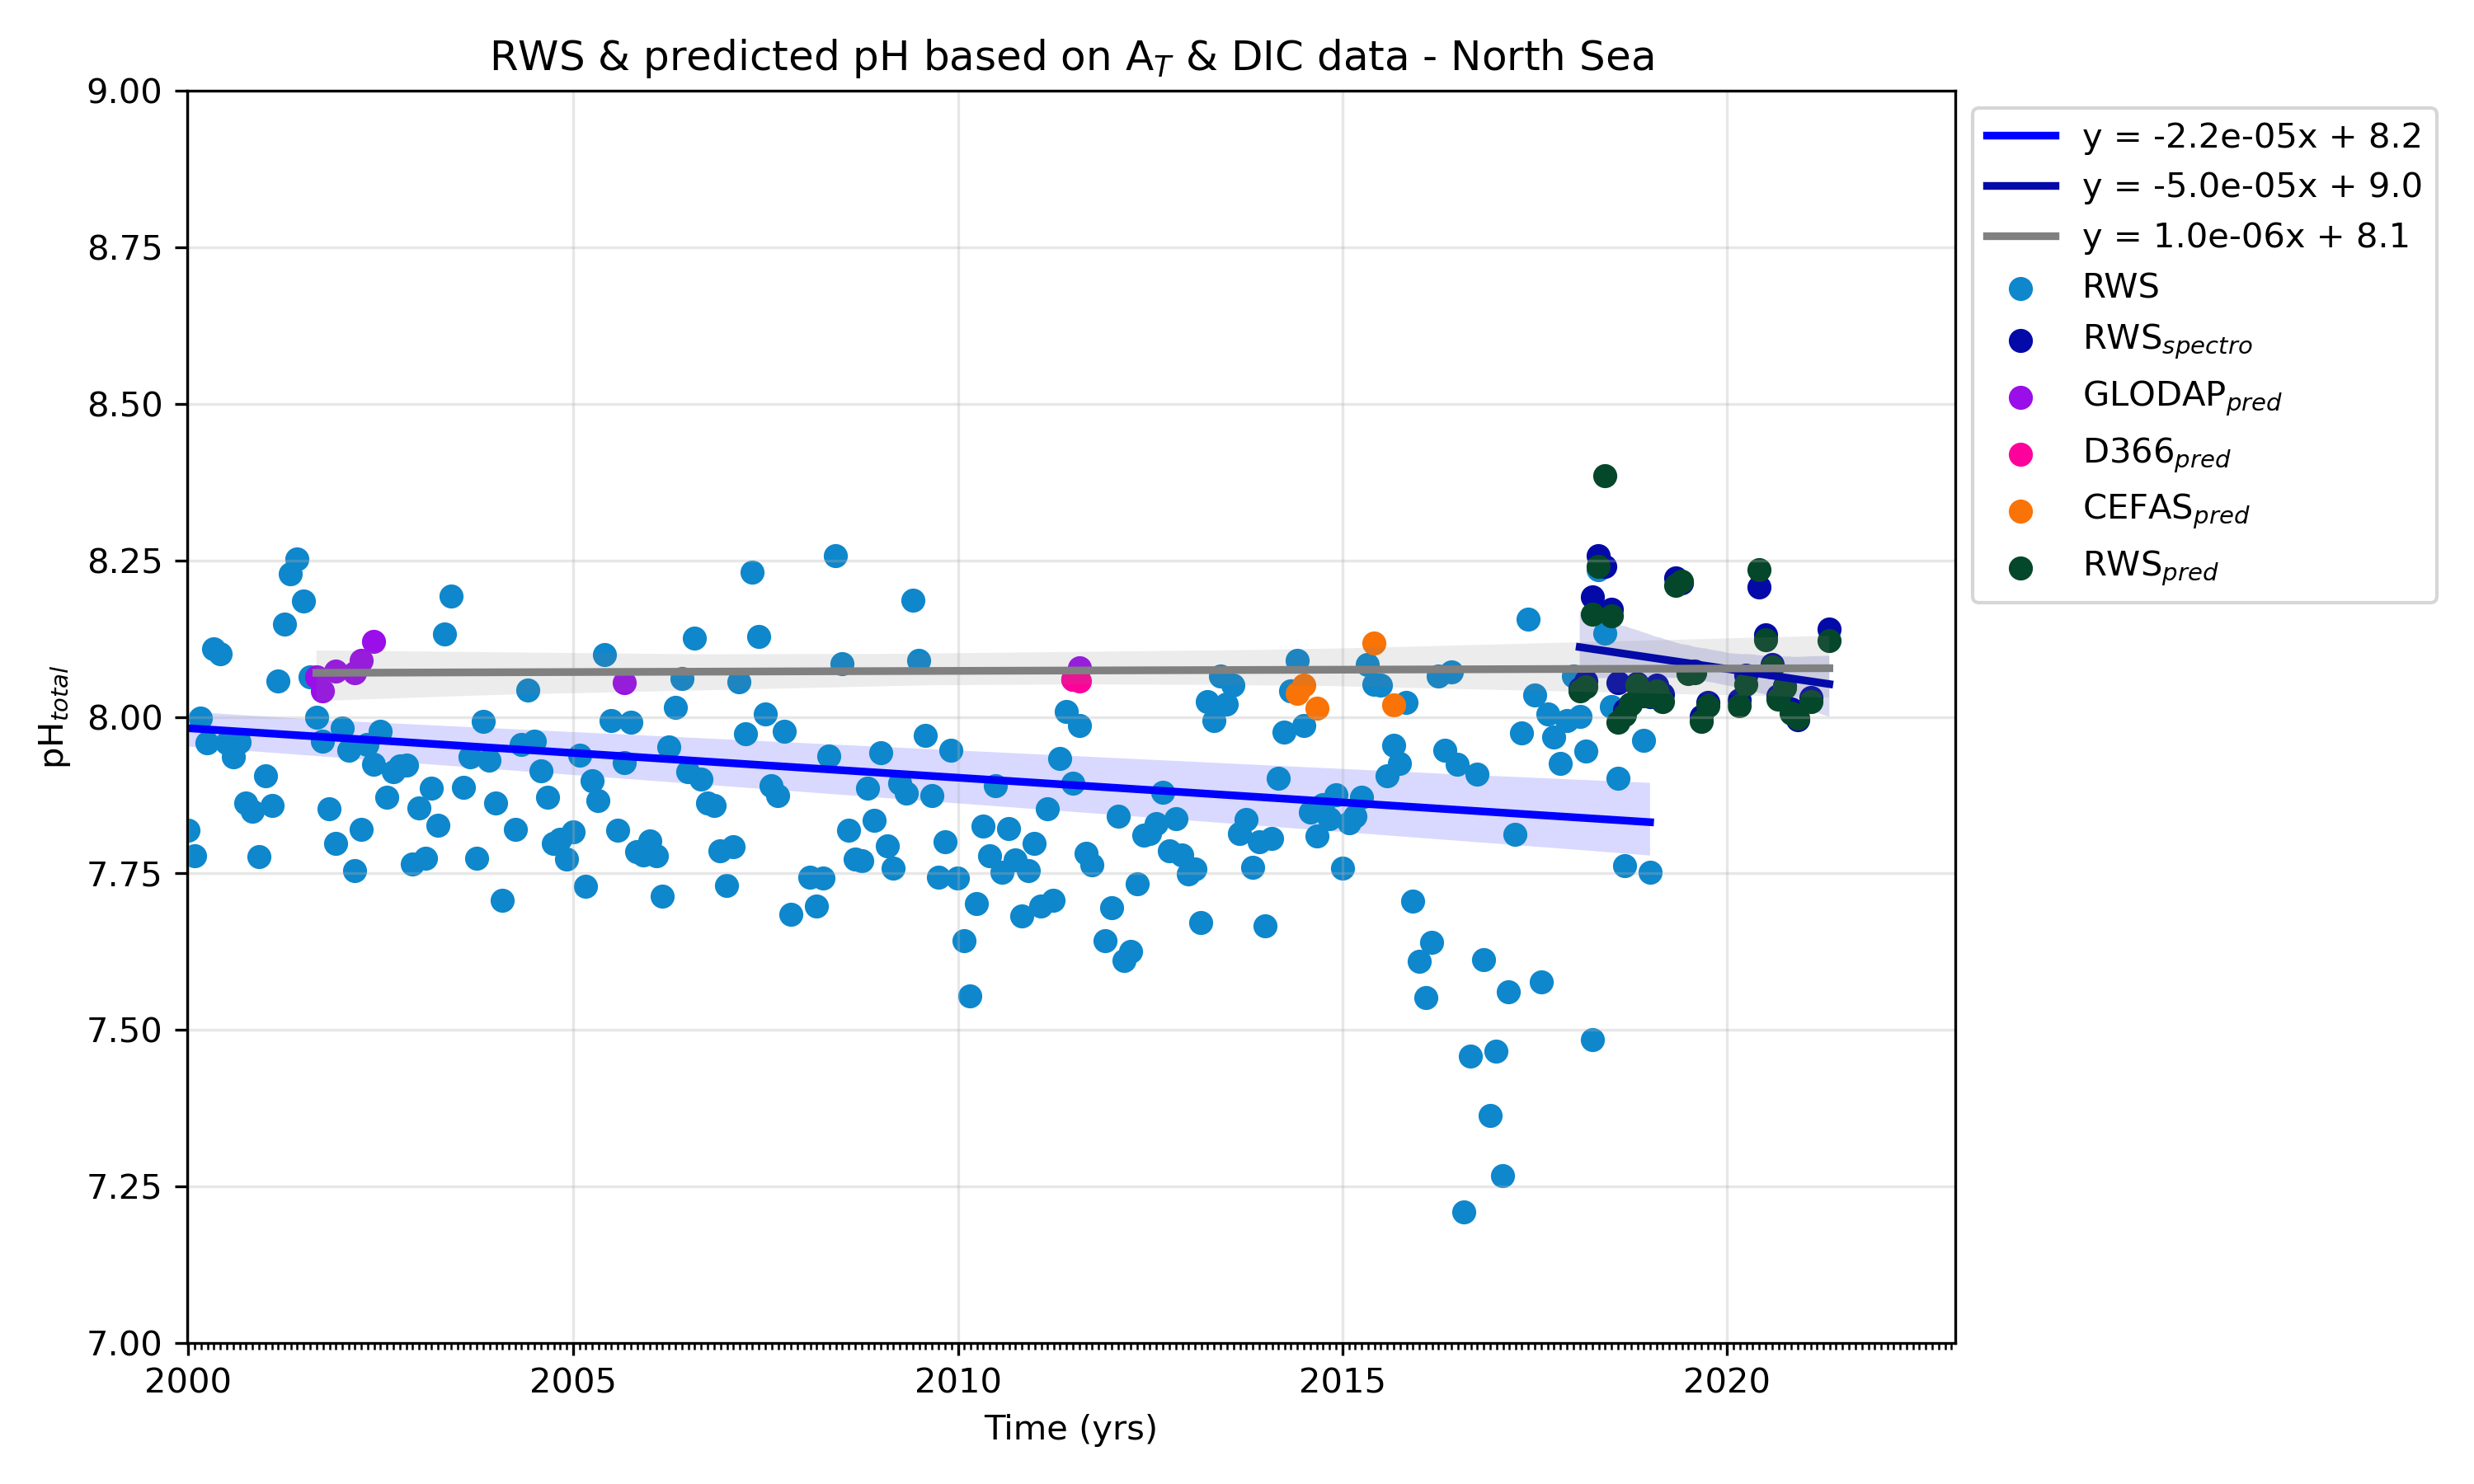 RWS & predicted pH based on A_T & DIC data - North Sea
9.00
8.75
8.50
8.25
8.00
7.75
7.50
7.25
7.00
pH_total
2000 2005 2010 2015 2020
Time (yrs)
y = -2.2e-05x + 8.2
y = -5.0e-05x + 9.0
y = 1.0e-06x + 8.1
RWS
RWS_spectro
GLODAP_pred
D366_pred
CEFAS_pred
RWS_pred